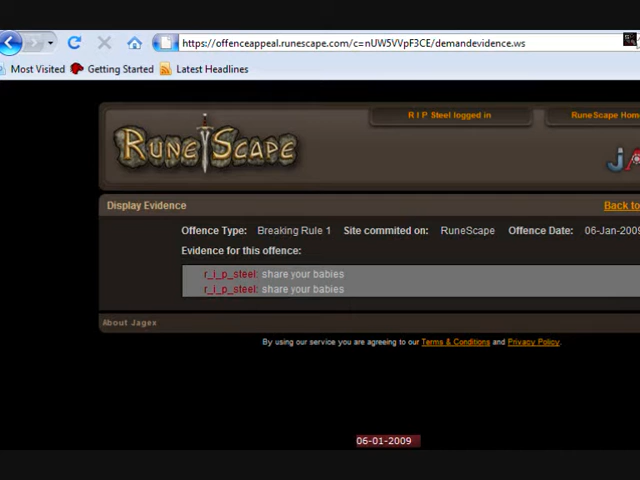 https://offenceappeal.runescape.com/c=nUW5VVpF3CE/demandevidence.ws
Most Visited Getting Started Latest Headlines
R I P Steel logged in RuneScape Hom
RuneScape
JA
Display Evidence Back to
Offence Type: Breaking Rule 1 Site commited on: RuneScape Offence Date: 06-Jan-2009
Evidence for this offence:
r_i_p_steel: share your babies
r_i_p_steel: share your babies
About Jagex
By using our service you are agreeing to our Terms & Conditions and Privacy Policy.
06-01-2009